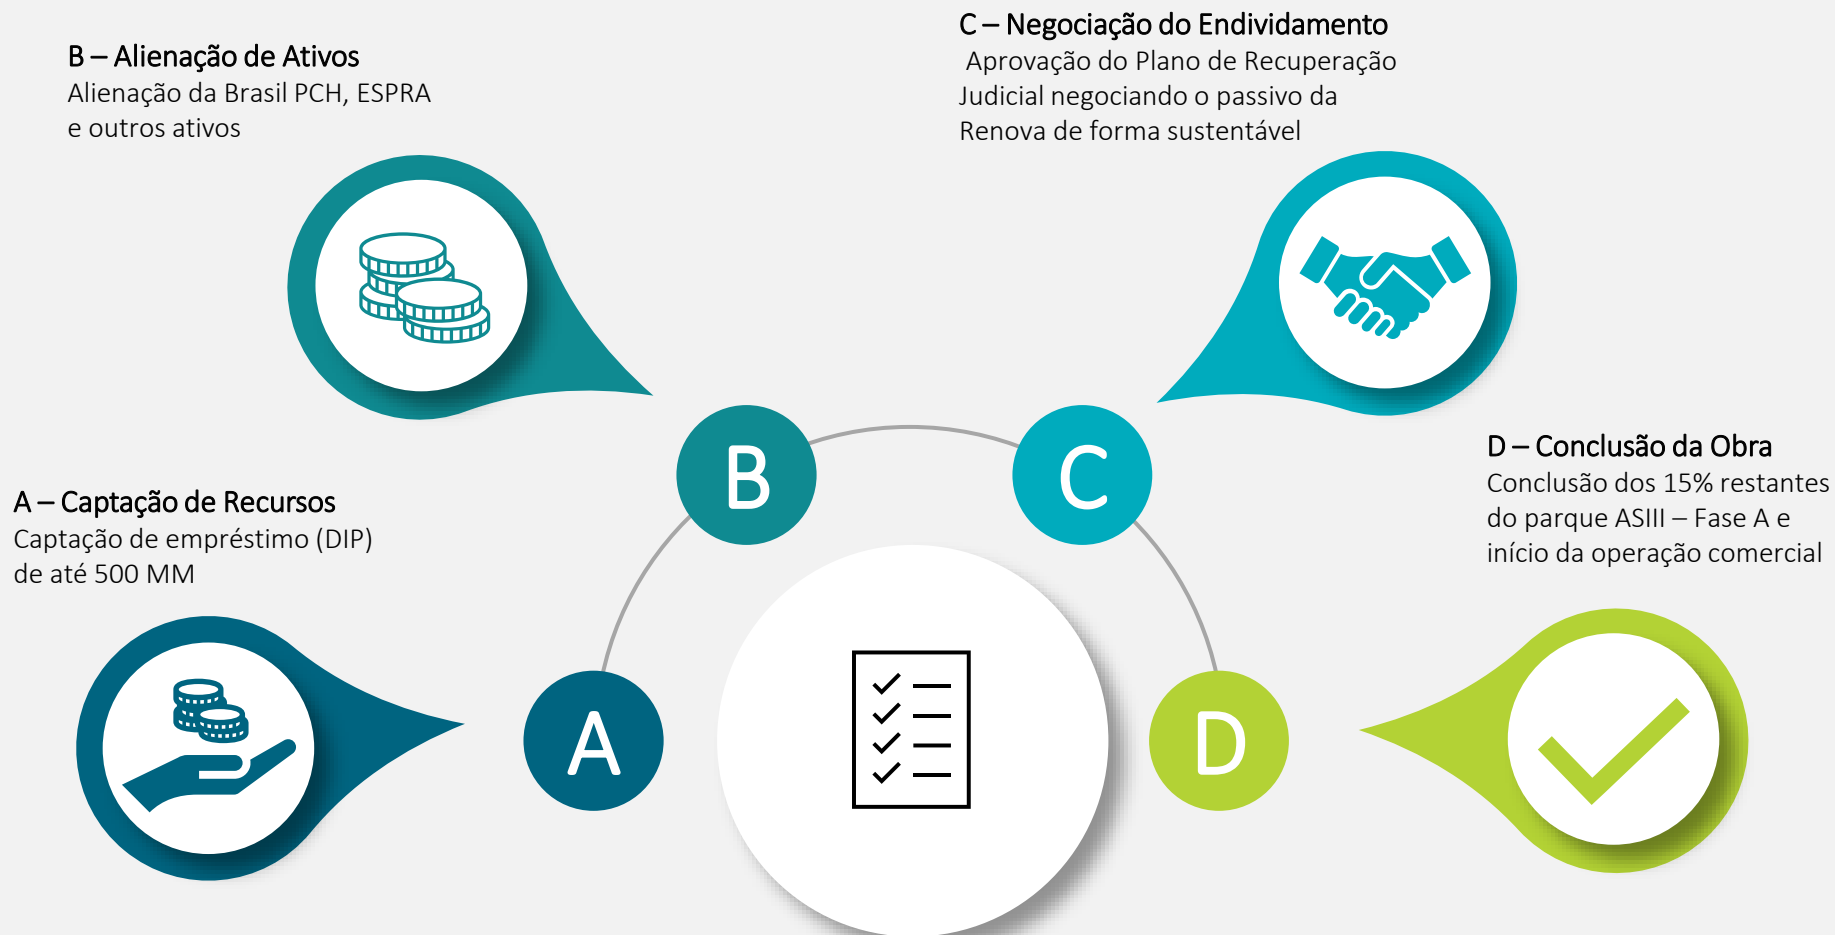 A – Captação de Recursos
Captação de empréstimo (DIP)
de até 500 MM
B – Alienação de Ativos
Alienação da Brasil PCH, ESPRA
e outros ativos
C – Negociação do Endividamento
Aprovação do Plano de Recuperação
Judicial negociando o passivo da
Renova de forma sustentável
D – Conclusão da Obra
Conclusão dos 15% restantes
do parque ASIII – Fase A e
início da operação comercial
A
B
C
D